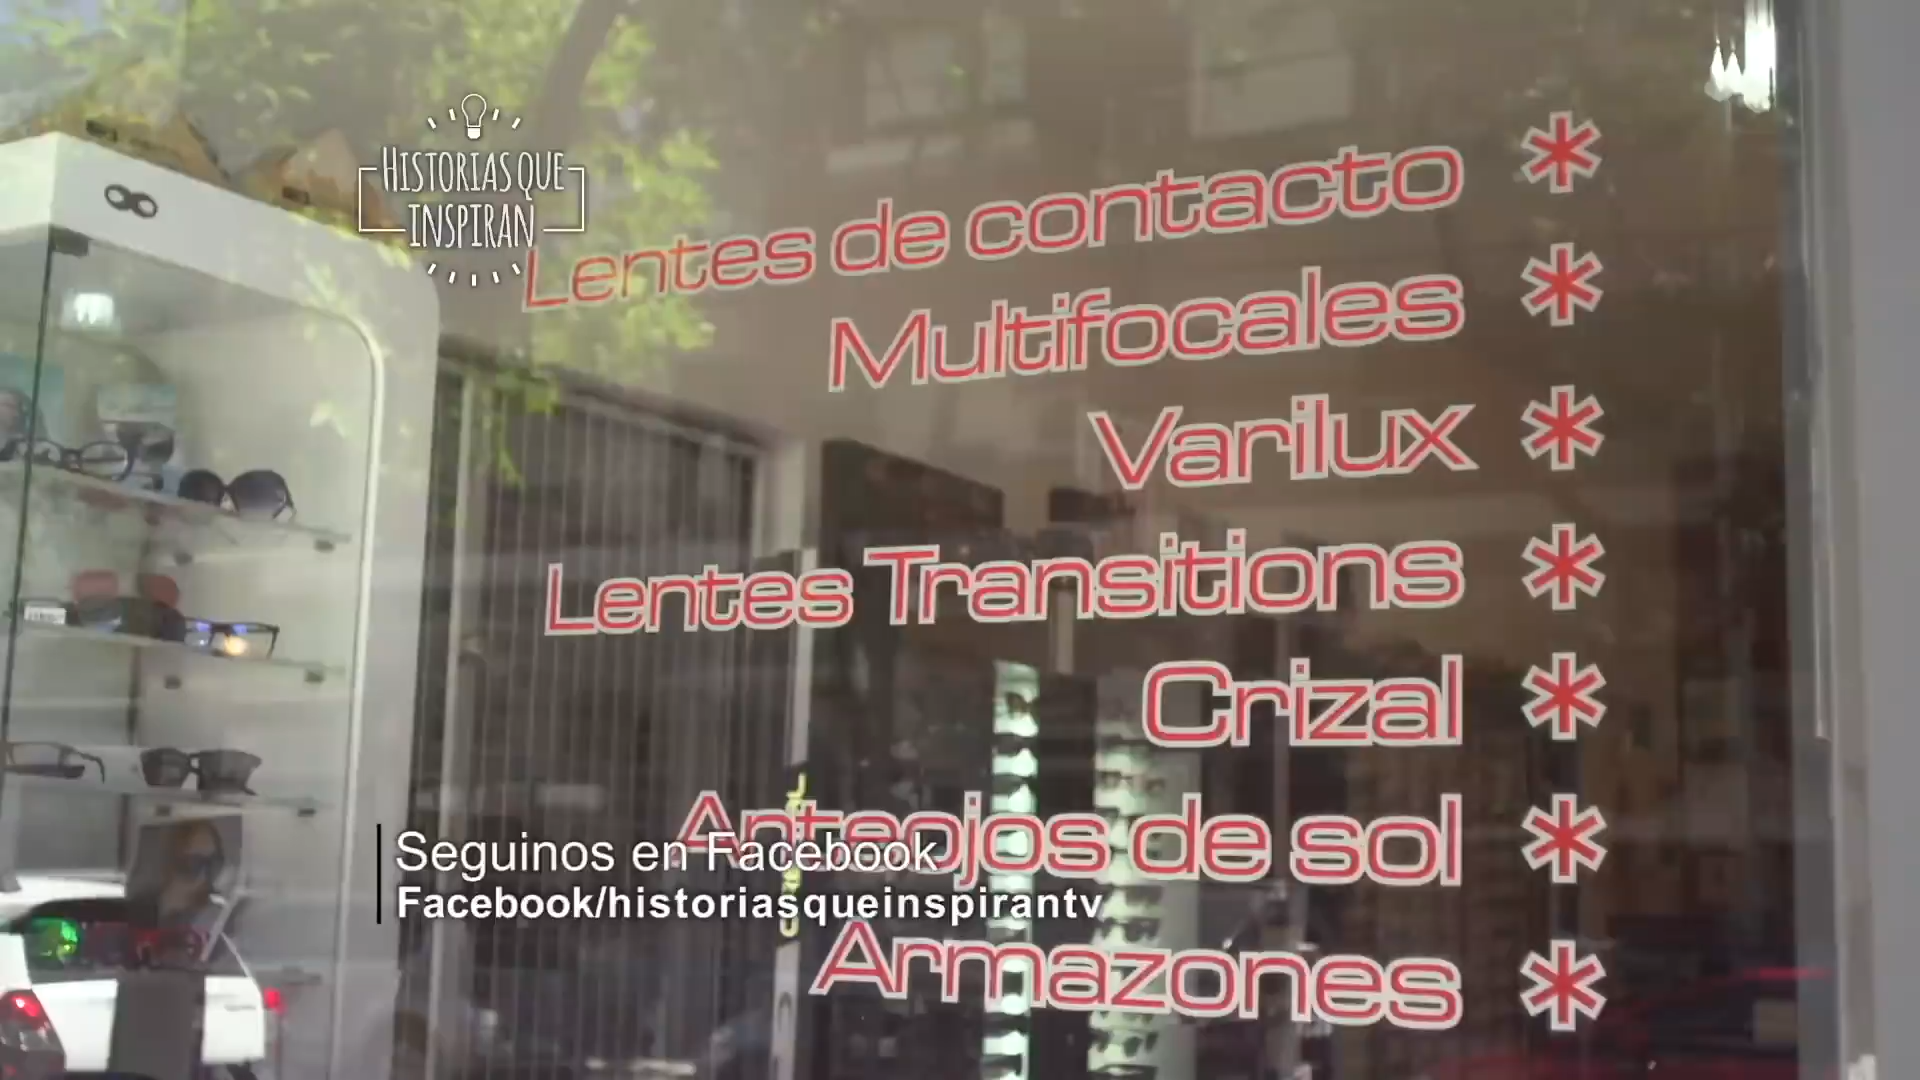 HISTORIAS QUE
INSPIRAN
Lentes de contacto *
Multifocales *
Varilux *
Lentes Transitions *
Crizal *
Anteojos de sol *
Seguinos en Facebook
Facebook/historiasqueinspirantv
Armazones *